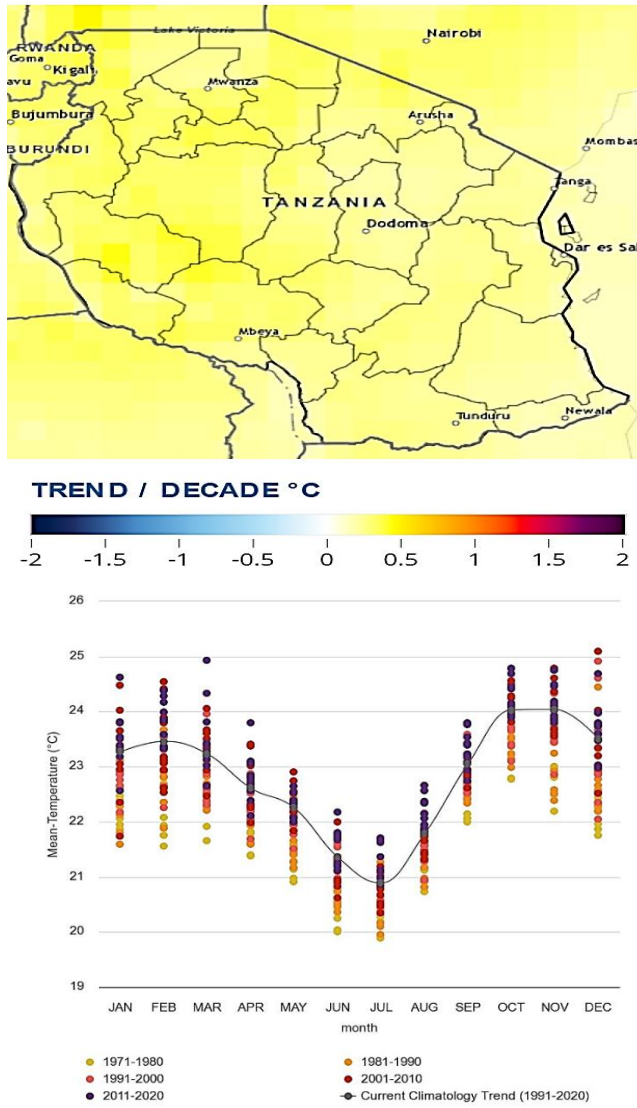 Lake Victoria
Nairobi
RWANDA
Goma
Kigali
avu
Mwanza
Bujumbura
Arusha
BURUNDI
Mombas
Tanga
TANZANIA
Dodoma
Dar es Sal
Mbeya
Tunduru
Newala
TREND / DECADE °C
-2 -1.5 -1 -0.5 0 0.5 1 1.5 2
26
25
24
23
22
21
20
19
Mean-Temperature (°C)
JAN FEB MAR APR MAY JUN JUL AUG SEP OCT NOV DEC
month
1971-1980 1981-1990
1991-2000 2001-2010
2011-2020 Current Climatology Trend (1991-2020)